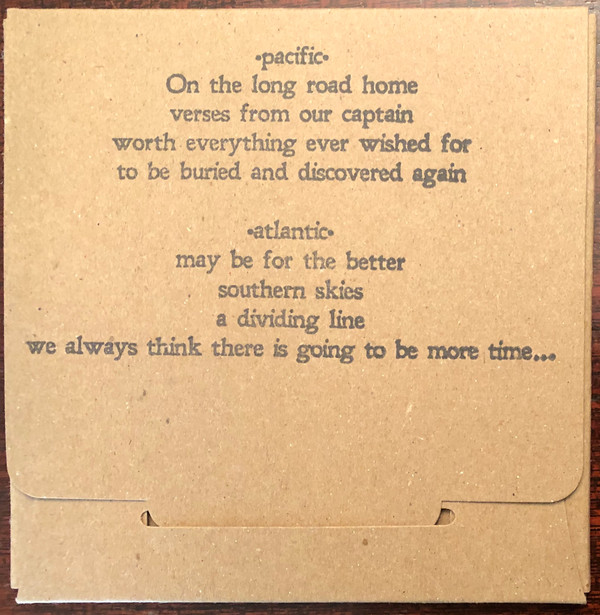 •pacific•
On the long road home
verses from our captain
worth everything ever wished for
to be buried and discovered again
•atlantic•
may be for the better
southern skies
a dividing line
we always think there is going to be more time...